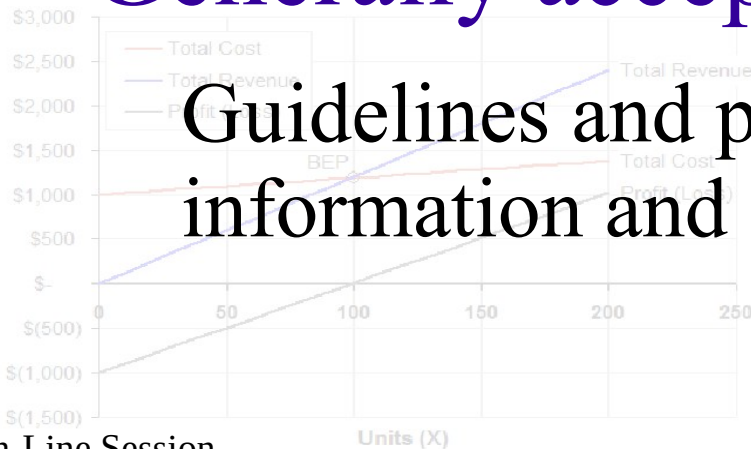 Generally accep
$3,000
Total Cost
$2,500
Total Revenue
Total Revenue
$2,000
Profit (Loss)
Guidelines and p
$1,500
BEP
Total Cost
$1,000
Profit (Loss)
information and
$500
$-
0 50 100 150 200 250
$(500)
$(1,000)
$(1,500)
Units (X)
n-Line Session